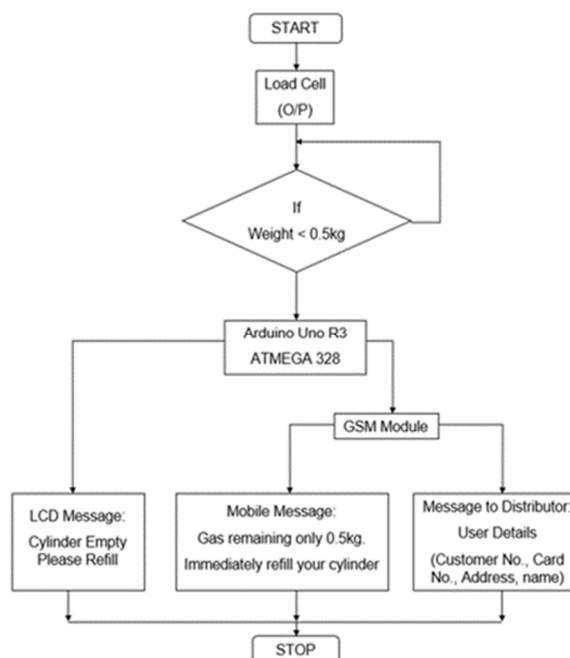 START
Load Cell
(O/P)
If
Weight < 0.5kg
Arduino Uno R3
ATMEGA 328
GSM Module
LCD Message:
Cylinder Empty
Please Refill
Mobile Message:
Gas remaining only 0.5kg.
Immediately refill your cylinder
Message to Distributor:
User Details
(Customer No., Card
No., Address, name)
STOP